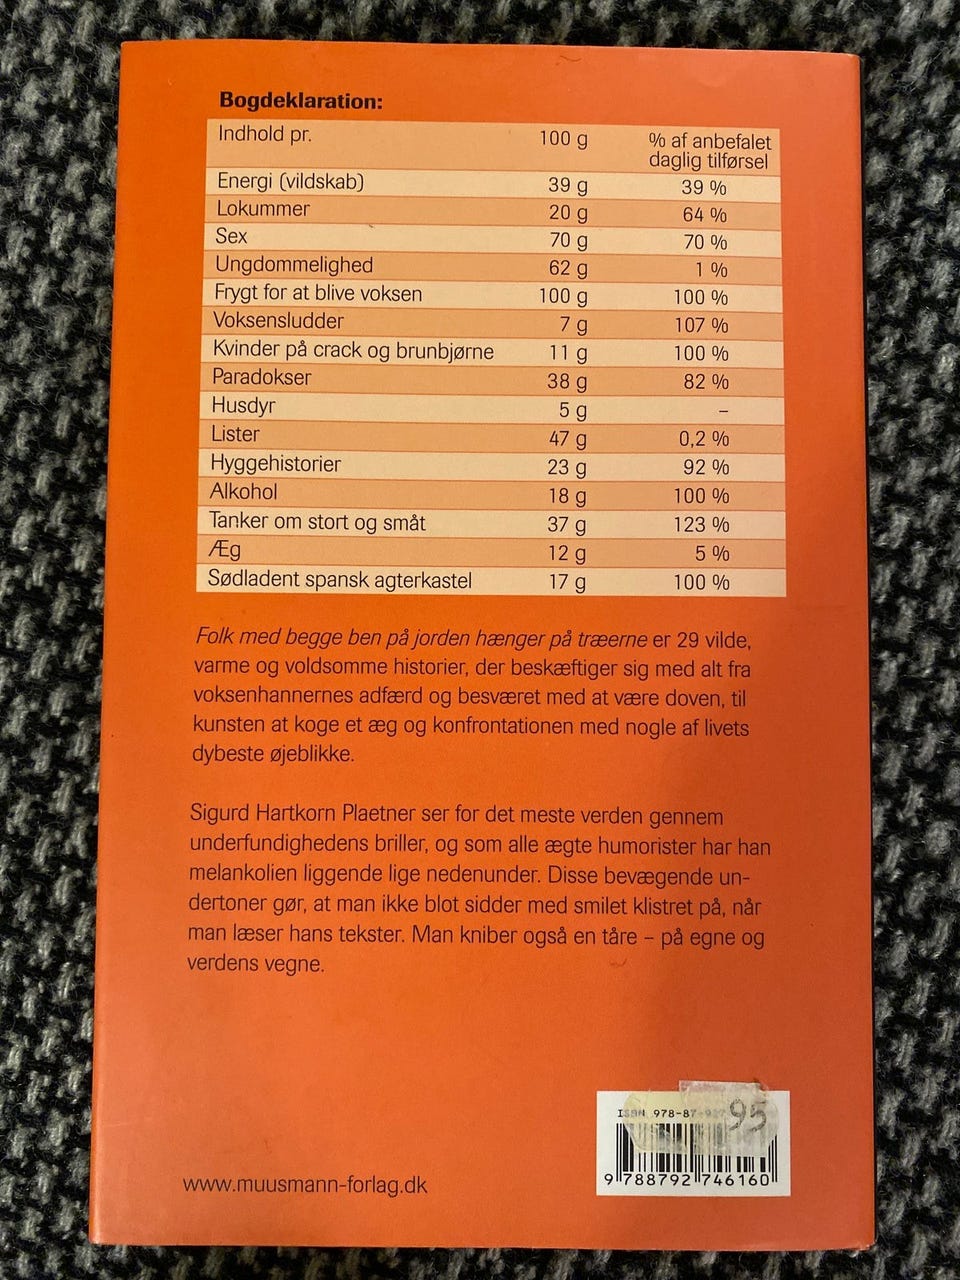 Bogdeklaration:
Indhold pr. 100 g % af anbefalet
daglig tilførsel
Energi (vildskab) 39 g 39 %
Lokummer 20 g 64 %
Sex 70 g 70 %
Ungdommelighed 62 g 1 %
Frygt for at blive voksen 100 g 100 %
Voksensludder 7 g 107 %
Kvinder på crack og brunbjørne 11 g 100 %
Paradokser 38 g 82 %
Husdyr 5 g –
Lister 47 g 0,2 %
Hyggehistorier 23 g 92 %
Alkohol 18 g 100 %
Tanker om stort og småt 37 g 123 %
Æg 12 g 5 %
Sødladent spansk agterkastel 17 g 100 %
Folk med begge ben på jorden hænger på træerne er 29 vilde,
varme og voldsomme historier, der beskæftiger sig med alt fra
voksenhannernes adfærd og besværet med at være doven, til
kunsten at koge et æg og konfrontationen med nogle af livets
dybeste øjeblikke.
Sigurd Hartkorn Plaetner ser for det meste verden gennem
underfundighedens briller, og som alle ægte humorister har han
melankolien liggende lige nedenunder. Disse bevægende un-
dertoner gør, at man ikke blot sidder med smilet klistret på, når
man læser hans tekster. Man kniber også en tåre – på egne og
verdens vegne.
ISBN 978-87- 95
9 788792 746160
www.muusmann-forlag.dk